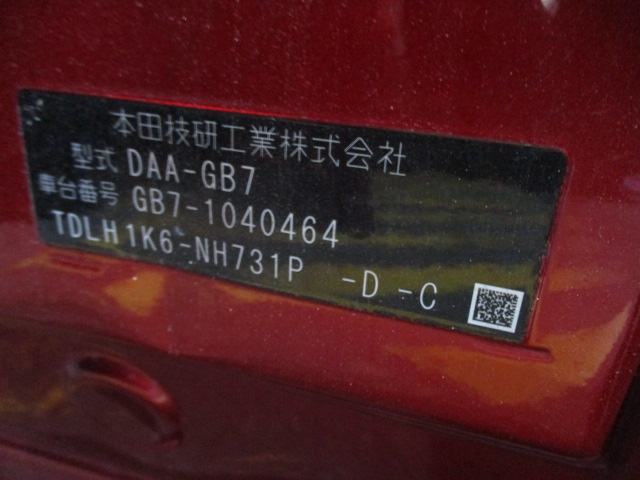 本田技研工業株式会社
型式 DAA-GB7
車台番号 GB7-1040464
TDLH1K6-NH731P -D -C